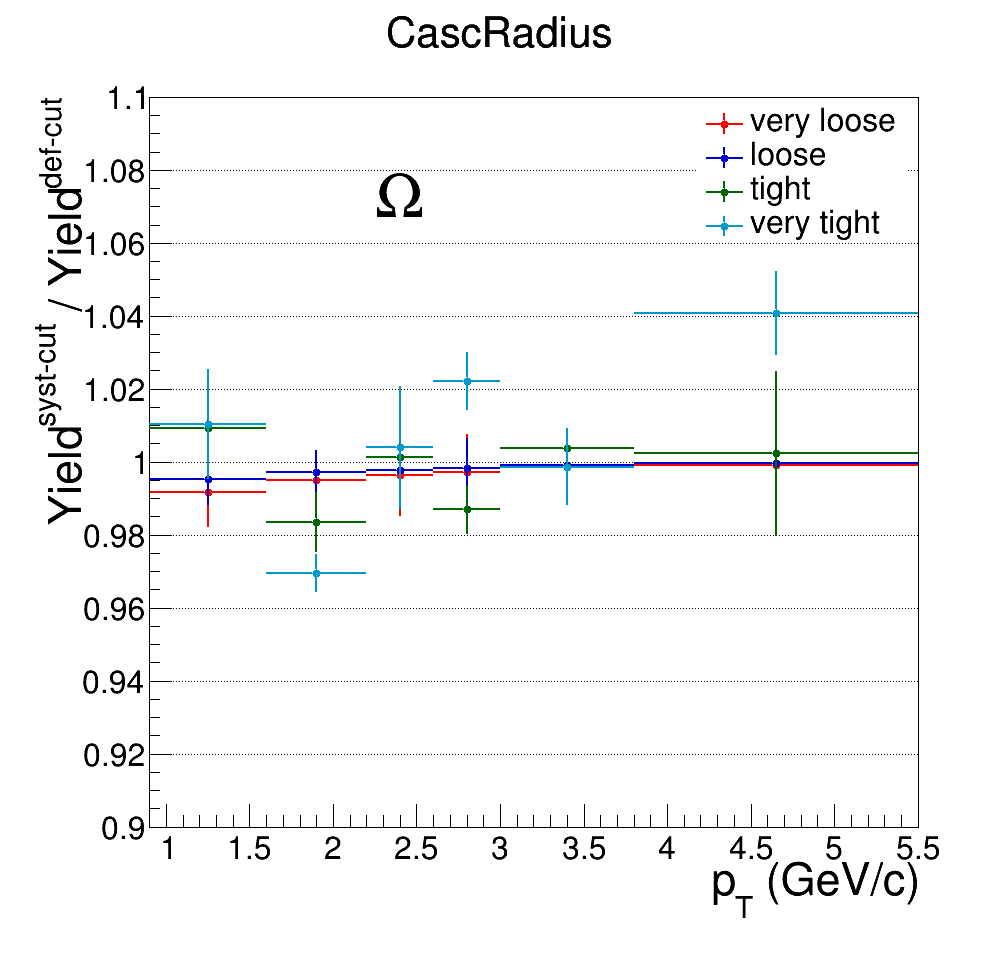 CascRadius
Yield^syst-cut / Yield^def-cut
1.1
1.08
1.06
1.04
1.02
1
0.98
0.96
0.94
0.92
0.9
Ω
very loose
loose
tight
very tight
1 1.5 2 2.5 3 3.5 4 4.5 5 5.5
p_T (GeV/c)